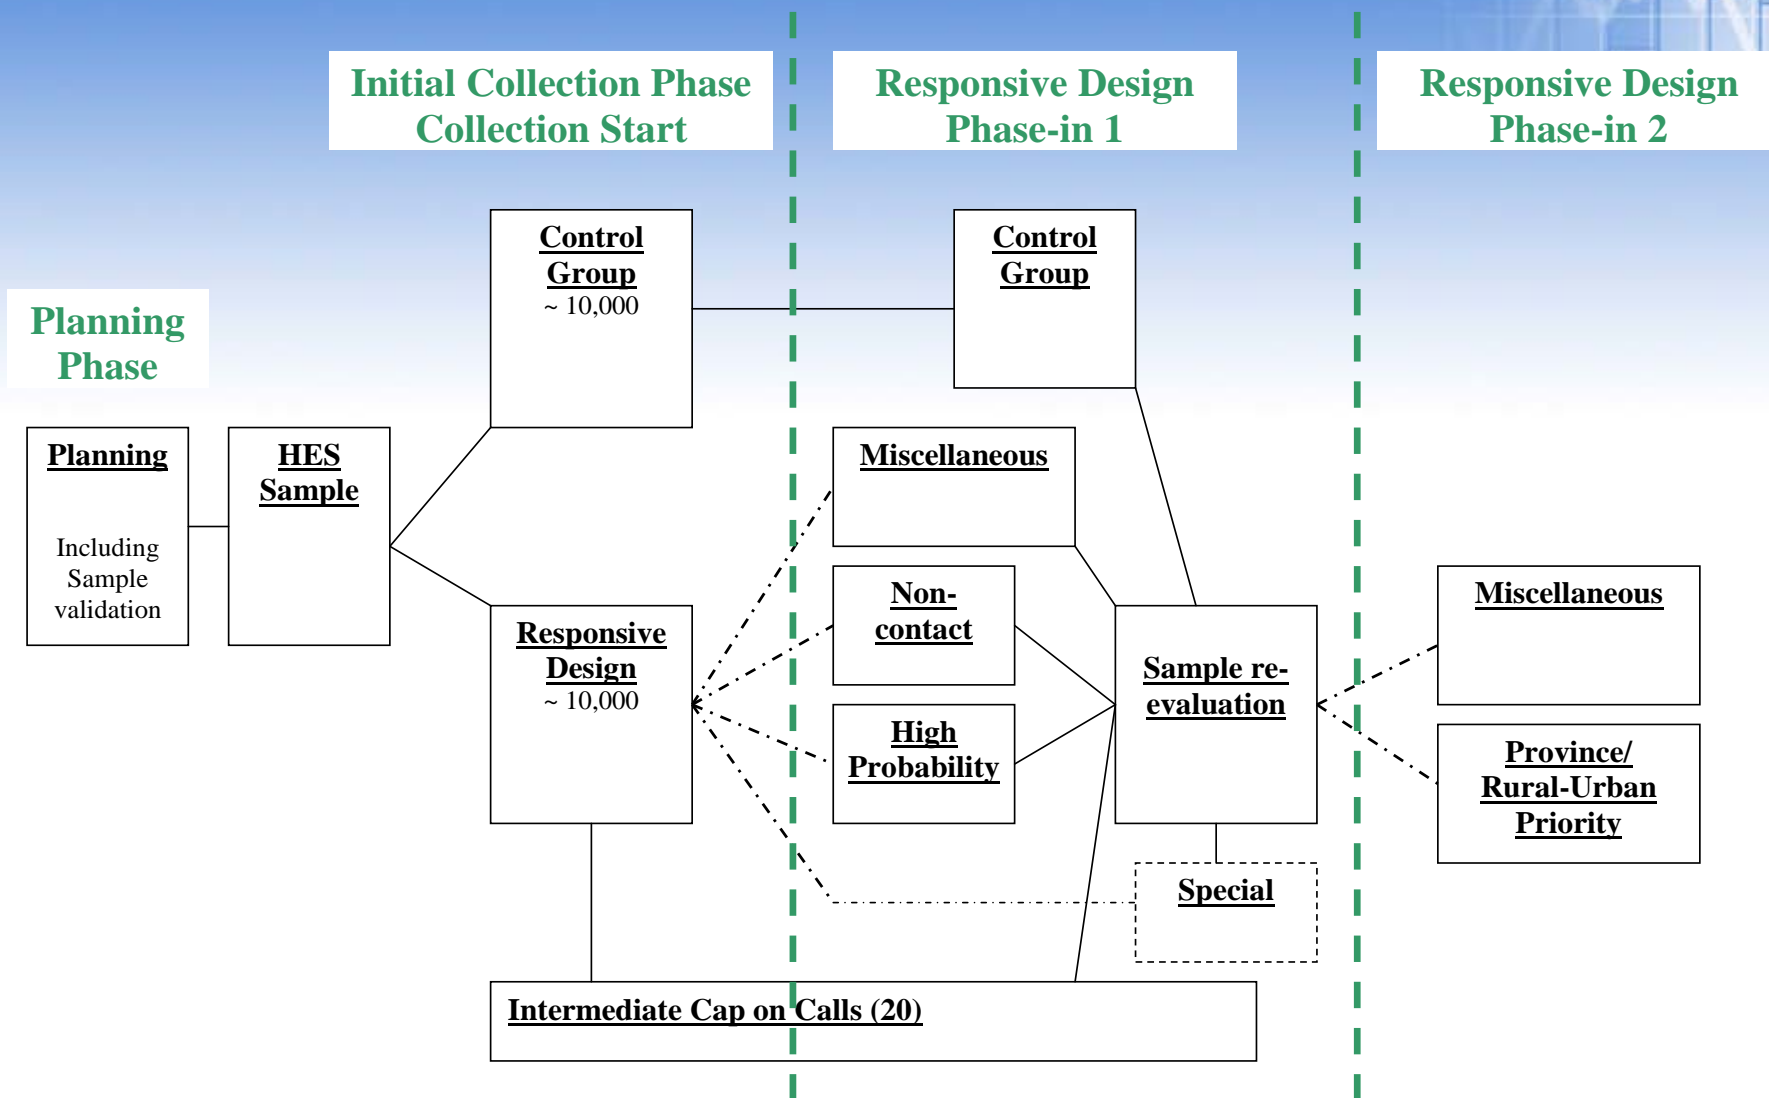 Initial Collection Phase
Collection Start
Responsive Design
Phase-in 1
Responsive Design
Phase-in 2
Planning
Phase
Planning
Including
Sample
validation
HES
Sample
Control
Group
~ 10,000
Responsive
Design
~ 10,000
Control
Group
Miscellaneous
Non-
contact
High
Probability
Sample re-
evaluation
Special
Intermediate Cap on Calls (20)
Miscellaneous
Province/
Rural-Urban
Priority